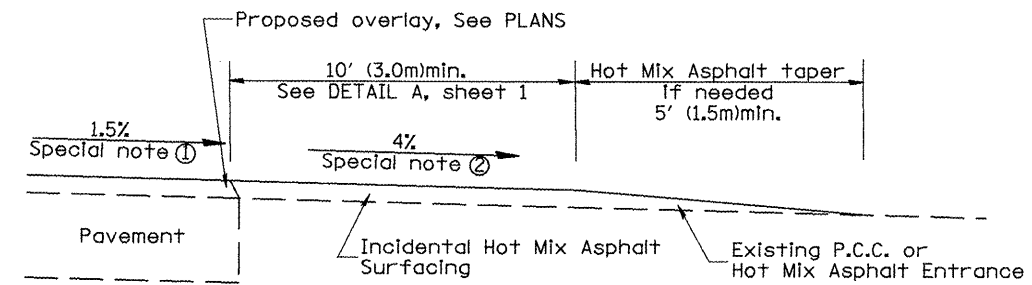 Proposed overlay, See PLANS
10' (3.0m)min.
See DETAIL A, sheet 1
Hot Mix Asphalt taper
if needed
5' (1.5m)min.
1.5%
Special note ①
4%
Special note ②
Pavement
Incidental Hot Mix Asphalt
Surfacing
Existing P.C.C. or
Hot Mix Asphalt Entrance